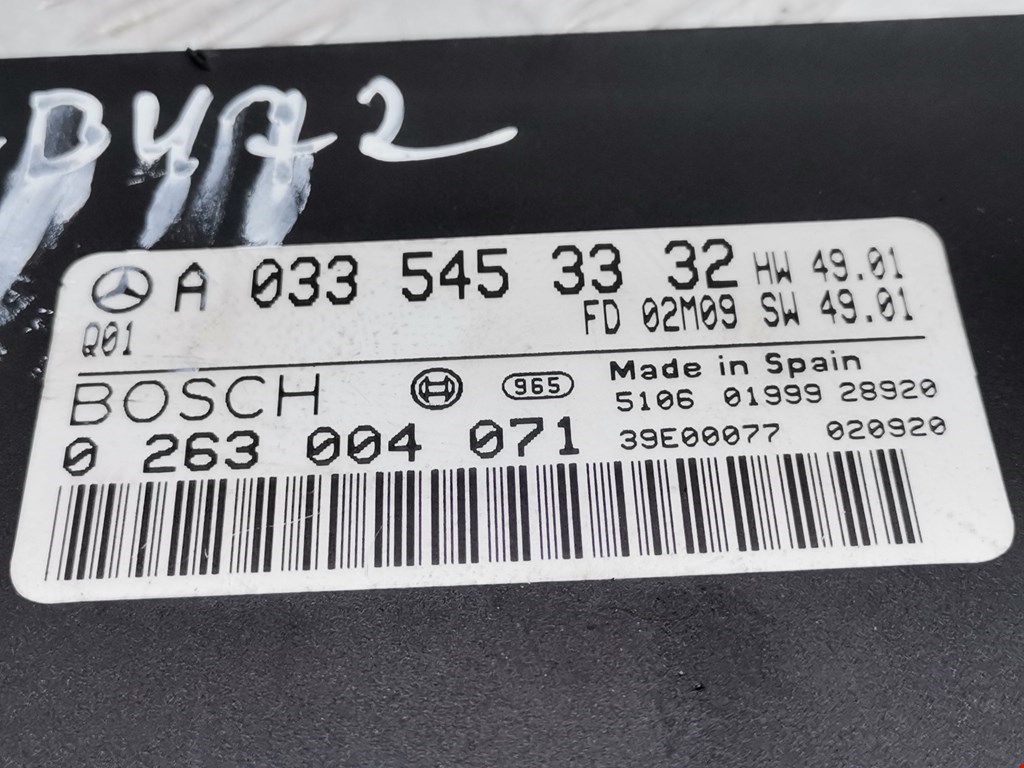 A 033 545 33 32 HW 49.01
Q01 FD 02M09 SW 49.01
BOSCH 965 Made in Spain
5106 01999 28920
0 263 004 071 39E00077 020920